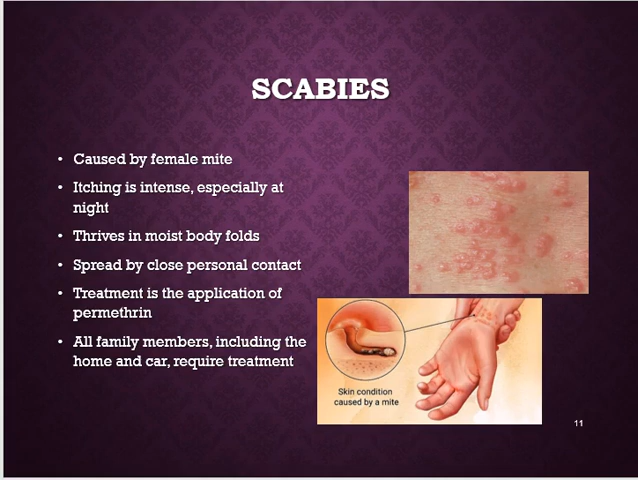 SCABIES
• Caused by female mite
• Itching is intense, especially at
night
• Thrives in moist body folds
• Spread by close personal contact
• Treatment is the application of
permethrin
• All family members, including the
home and car, require treatment
Skin condition
caused by a mite
11